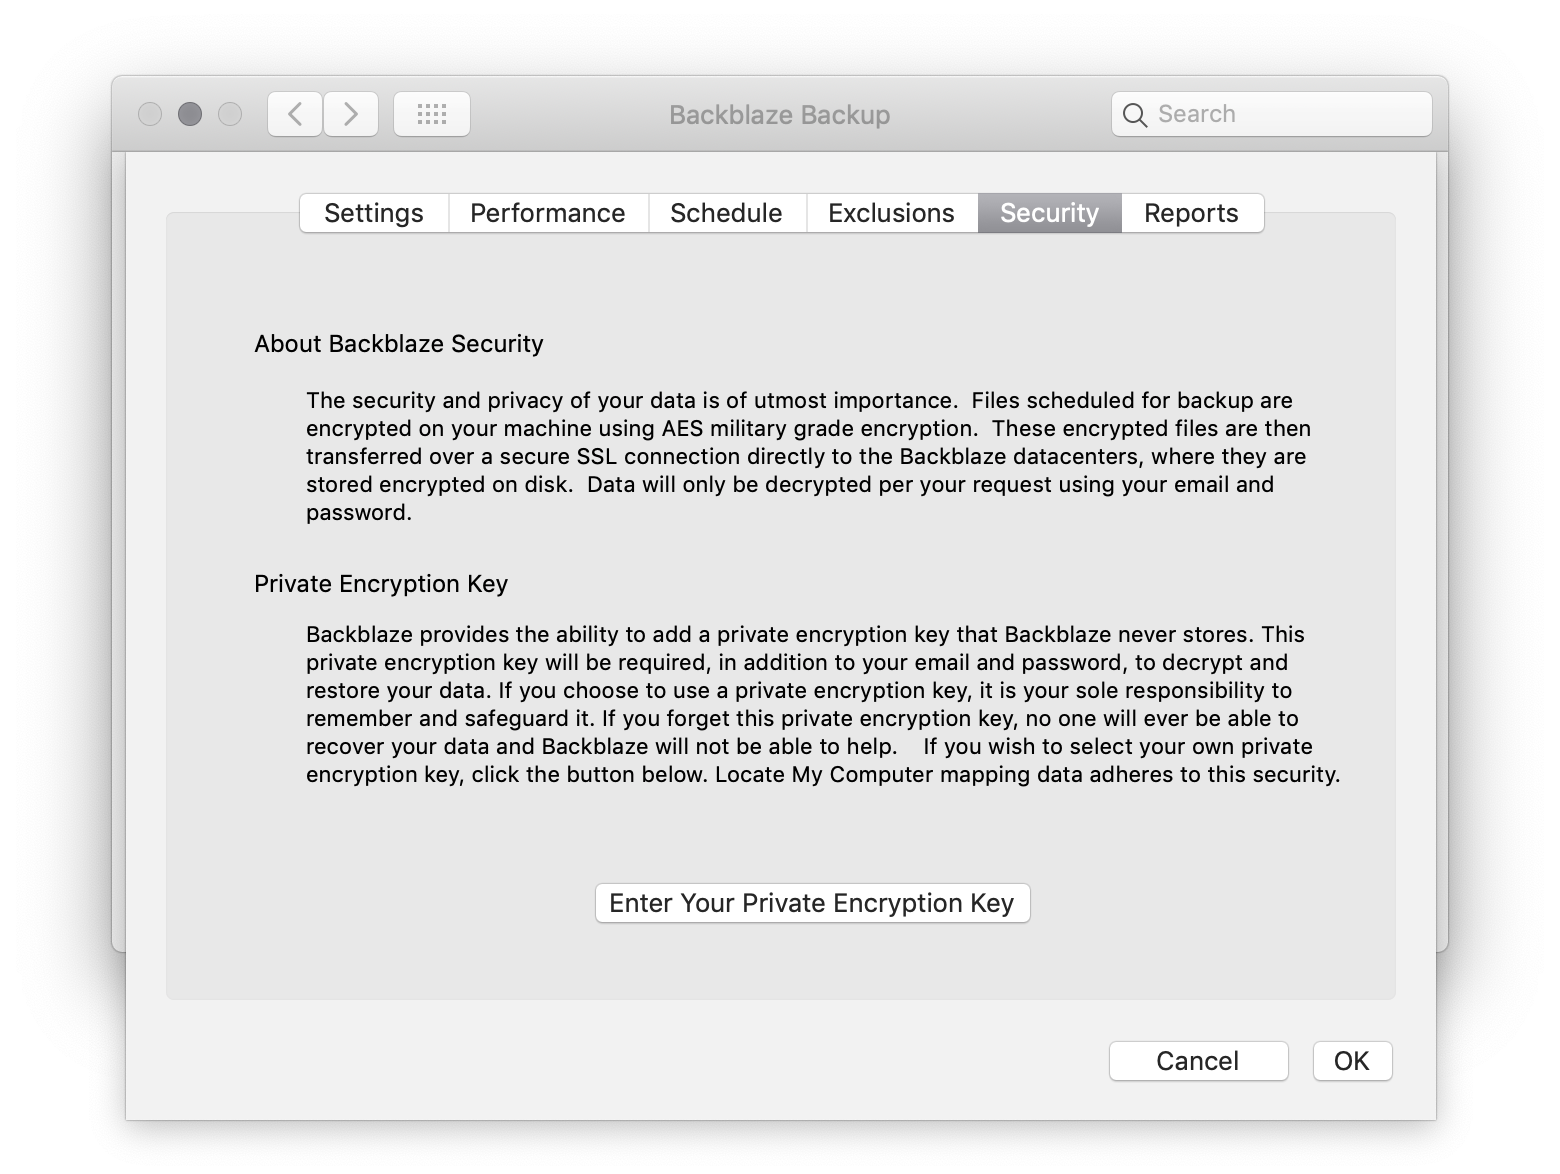 Backblaze Backup
Search
Settings
Performance
Schedule
Exclusions
Security
Reports
About Backblaze Security
The security and privacy of your data is of utmost importance.  Files scheduled for backup are
encrypted on your machine using AES military grade encryption.  These encrypted files are then
transferred over a secure SSL connection directly to the Backblaze datacenters, where they are
stored encrypted on disk.  Data will only be decrypted per your request using your email and
password.
Private Encryption Key
Backblaze provides the ability to add a private encryption key that Backblaze never stores. This
private encryption key will be required, in addition to your email and password, to decrypt and
restore your data. If you choose to use a private encryption key, it is your sole responsibility to
remember and safeguard it. If you forget this private encryption key, no one will ever be able to
recover your data and Backblaze will not be able to help.    If you wish to select your own private
encryption key, click the button below. Locate My Computer mapping data adheres to this security.
Enter Your Private Encryption Key
Cancel
OK